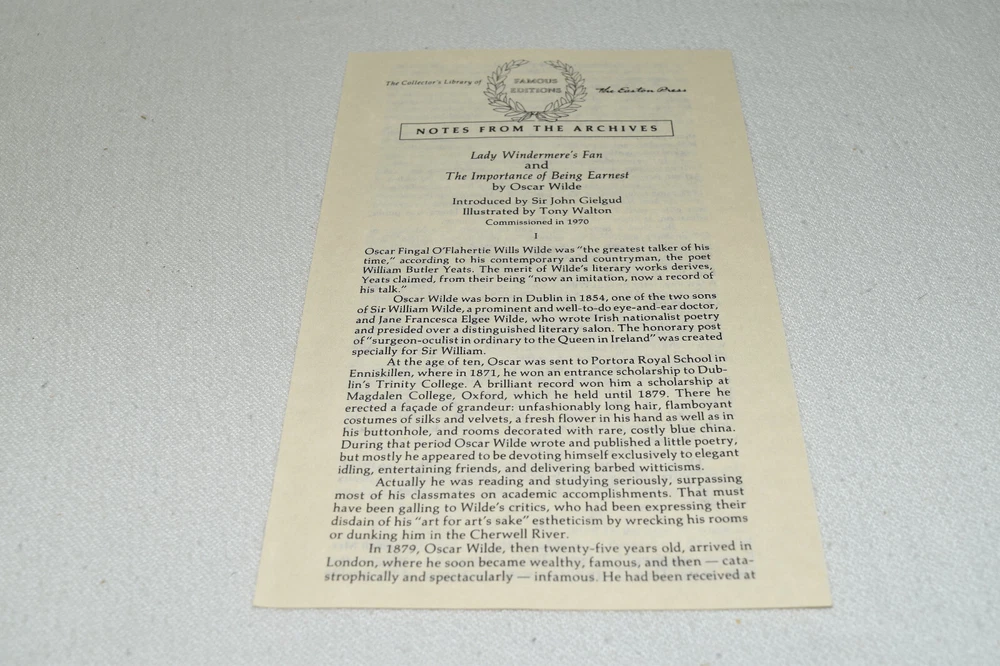 The Collector's Library of
FAMOUS
EDITIONS
The Easton Press
NOTES FROM THE ARCHIVES
Lady Windermere's Fan
and
The Importance of Being Earnest
by Oscar Wilde
Introduced by Sir John Gielgud
Illustrated by Tony Walton
Commissioned in 1970
I
Oscar Fingal O'Flahertie Wills Wilde was "the greatest talker of his
time," according to his contemporary and countryman, the poet
William Butler Yeats. The merit of Wilde's literary works derives,
Yeats claimed, from their being "now an imitation, now a record of
his talk."
Oscar Wilde was born in Dublin in 1854, one of the two sons
of Sir William Wilde, a prominent and well-to-do eye-and-ear doctor,
and Jane Francesca Elgee Wilde, who wrote Irish nationalist poetry
and presided over a distinguished literary salon. The honorary post
of "surgeon-oculist in ordinary to the Queen in Ireland" was created
specially for Sir William.
At the age of ten, Oscar was sent to Portora Royal School in
Enniskillen, where in 1871, he won an entrance scholarship to Dub-
lin's Trinity College. A brilliant record won him a scholarship at
Magdalen College, Oxford, which he held until 1879. There he
erected a façade of grandeur: unfashionably long hair, flamboyant
costumes of silks and velvets, a fresh flower in his hand as well as in
his buttonhole, and rooms decorated with rare, costly blue china.
During that period Oscar Wilde wrote and published a little poetry,
but mostly he appeared to be devoting himself exclusively to elegant
idling, entertaining friends, and delivering barbed witticisms.
Actually he was reading and studying seriously, surpassing
most of his classmates on academic accomplishments. That must
have been galling to Wilde's critics, who had been expressing their
disdain of his "art for art's sake" estheticism by wrecking his rooms
or dunking him in the Cherwell River.
In 1879, Oscar Wilde, then twenty-five years old, arrived in
London, where he soon became wealthy, famous, and then — cata-
strophically and spectacularly — infamous. He had been received at